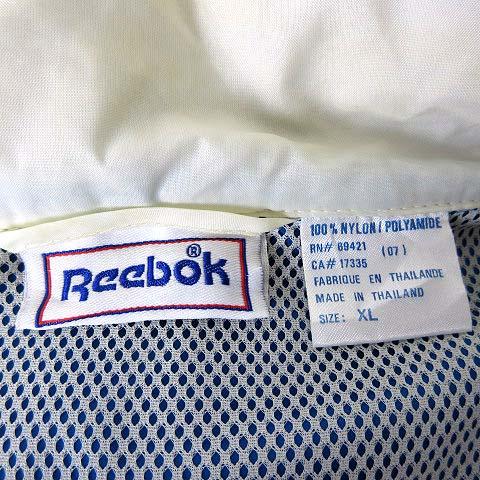 Reebok®
100% NYLON / POLYAMIDE
RN# 69421 (07)
CA# 17335
FABRIQUE EN THAILANDE
MADE IN THAILAND
SIZE: XL